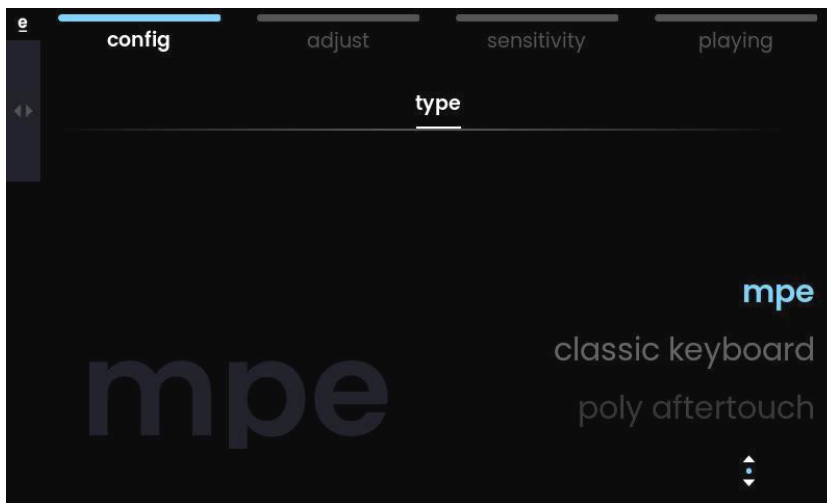 e
config adjust sensitivity playing
type
mpe
classic keyboard
mpe
poly aftertouch